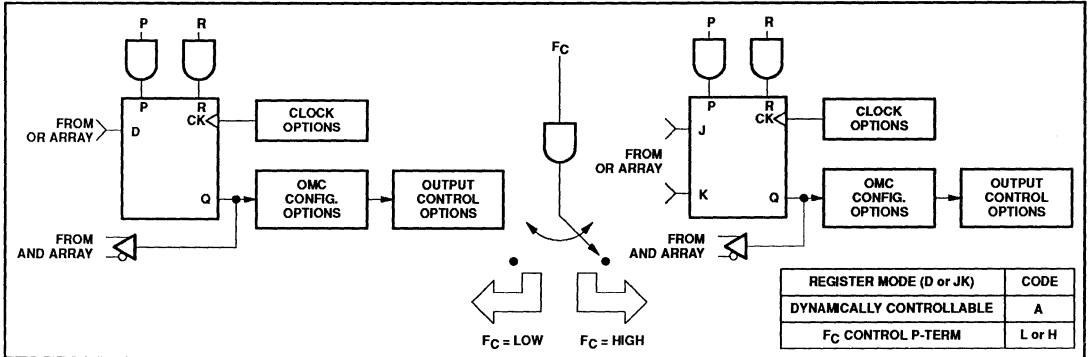 P R
P R
D CK
FROM
OR ARRAY
CLOCK
OPTIONS
Q
OMC
CONFIG.
OPTIONS
OUTPUT
CONTROL
OPTIONS
FROM
AND ARRAY
FC
FC = LOW FC = HIGH
P R
P R
J CK
FROM
OR ARRAY
K
CLOCK
OPTIONS
Q
OMC
CONFIG.
OPTIONS
OUTPUT
CONTROL
OPTIONS
FROM
AND ARRAY
REGISTER MODE (D or JK) CODE
DYNAMICALLY CONTROLLABLE A
FC CONTROL P-TERM L or H